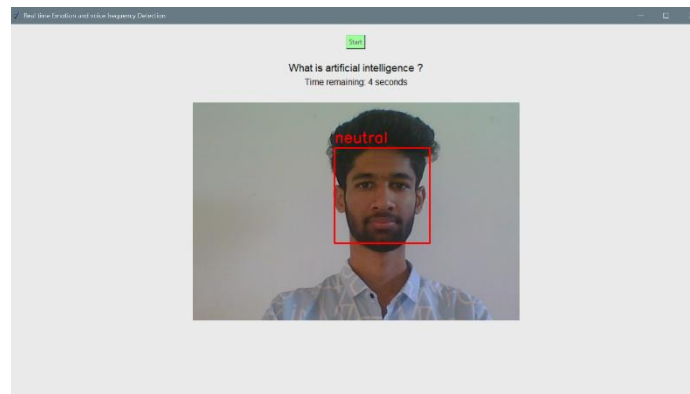 Real time Emotion and voice frequency Detection
Start
What is artificial intelligence ?
Time remaining: 4 seconds
neutral